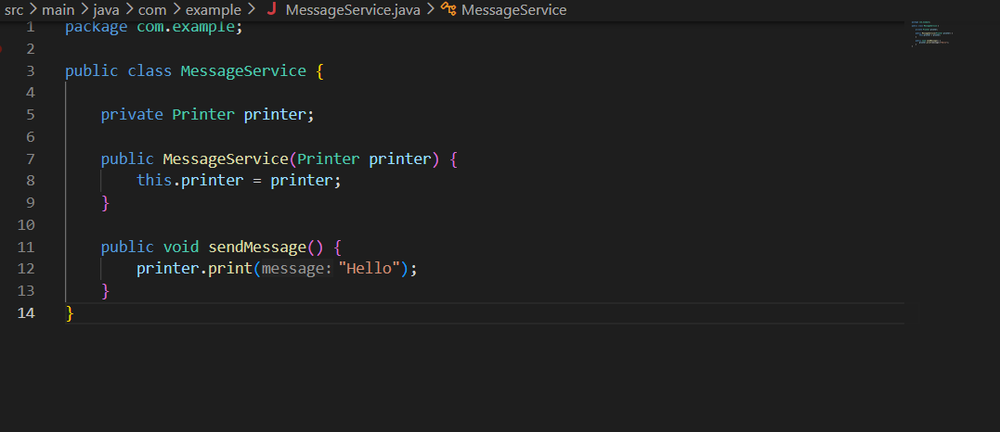 src > main > java > com > example > J MessageService.java > MessageService
1 package com.example;
2
3 public class MessageService {
4
5     private Printer printer;
6
7     public MessageService(Printer printer) {
8         this.printer = printer;
9     }
10
11     public void sendMessage() {
12         printer.print(message: "Hello");
13     }
14 }